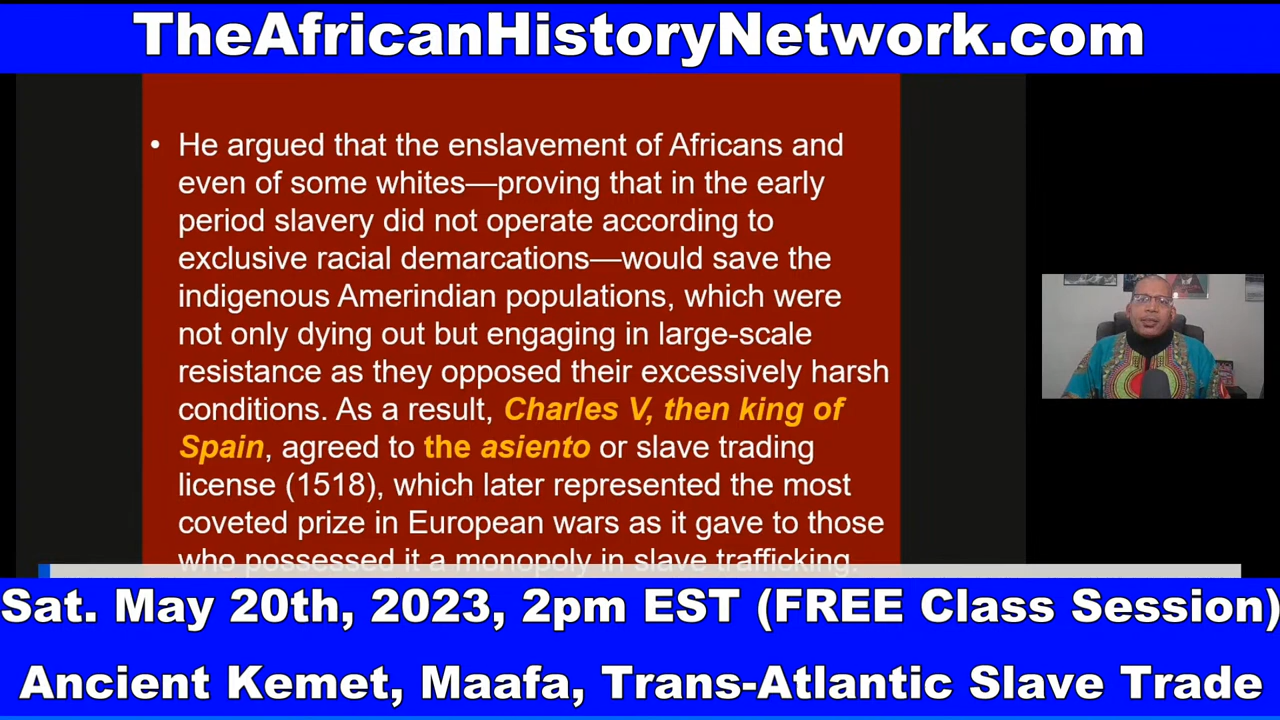 TheAfricanHistoryNetwork.com
• He argued that the enslavement of Africans and
even of some whites—proving that in the early
period slavery did not operate according to
exclusive racial demarcations—would save the
indigenous Amerindian populations, which were
not only dying out but engaging in large-scale
resistance as they opposed their excessively harsh
conditions. As a result, Charles V, then king of
Spain, agreed to the asiento or slave trading
license (1518), which later represented the most
coveted prize in European wars as it gave to those
who possessed it a monopoly in slave trafficking.
Sat. May 20th, 2023, 2pm EST (FREE Class Session)
Ancient Kemet, Maafa, Trans-Atlantic Slave Trade